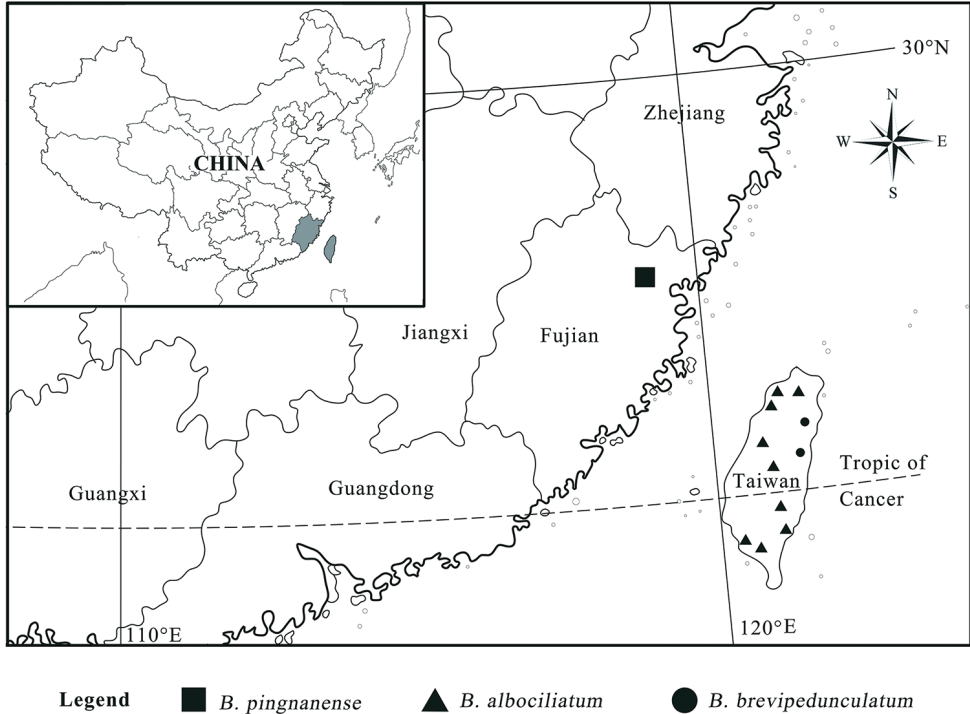 30°N
Zhejiang
N
W E
S
CHINA
Jiangxi
Fujian
Tropic of
Cancer
Taiwan
Guangxi
Guangdong
110°E
120°E
Legend B. pingnanense B. albociliatum B. brevipedunculatum